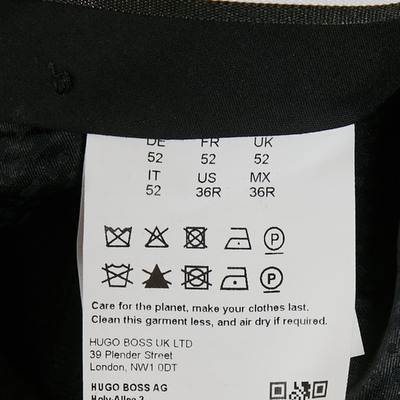 DE FR UK
52 52 52
IT US MX
52 36R 36R
P
P
Care for the planet, make your clothes last.
Clean this garment less, and air dry if required.
HUGO BOSS UK LTD
39 Plender Street
London, NW1 0DT
HUGO BOSS AG